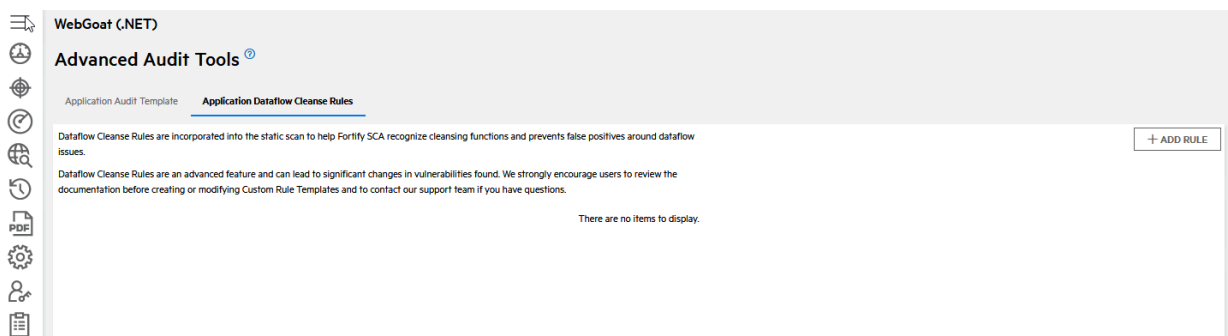 WebGoat (.NET)
Advanced Audit Tools ?
Application Audit Template
Application Dataflow Cleanse Rules
Dataflow Cleanse Rules are incorporated into the static scan to help Fortify SCA recognize cleansing functions and prevents false positives around dataflow
issues.
+ ADD RULE
Dataflow Cleanse Rules are an advanced feature and can lead to significant changes in vulnerabilities found. We strongly encourage users to review the
documentation before creating or modifying Custom Rule Templates and to contact our support team if you have questions.
There are no items to display.
PDF